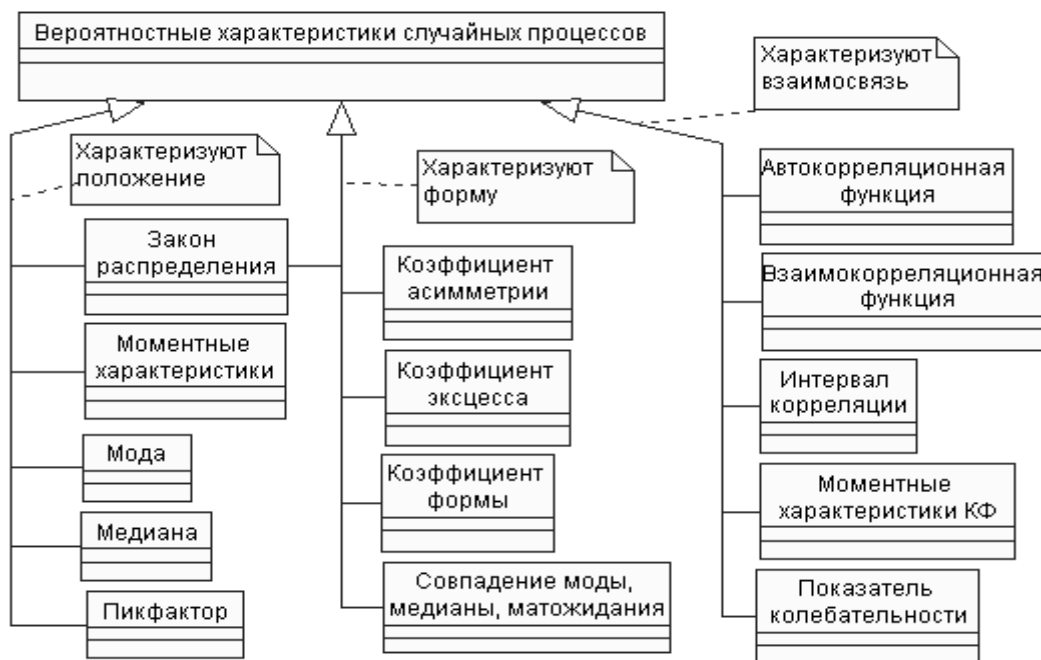 Вероятностные характеристики случайных процессов
Характеризуют
взаимосвязь
Характеризуют
положение
Характеризуют
форму
Закон
распределения
Моментные
характеристики
Мода
Медиана
Пикфактор
Коэффициент
асимметрии
Коэффициент
эксцесса
Коэффициент
формы
Совпадение моды,
медианы, матожидания
Автокорреляционная
функция
Взаимокорреляционная
функция
Интервал
корреляции
Моментные
характеристики КФ
Показатель
колебательности